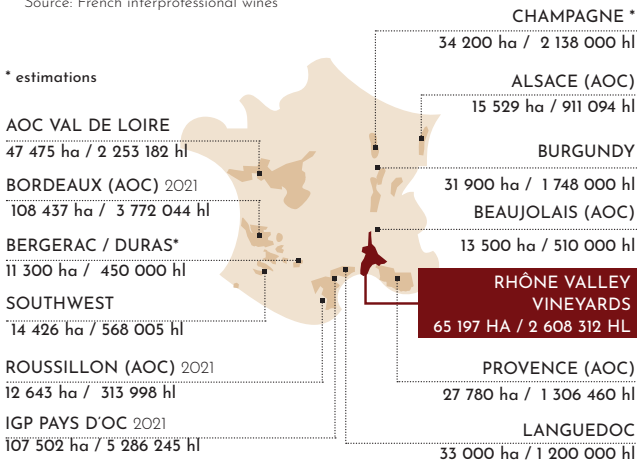 Source: French interprofessional wines
* estimations
AOC VAL DE LOIRE
47 475 ha / 2 253 182 hl
BORDEAUX (AOC) 2021
108 437 ha / 3 772 044 hl
BERGERAC / DURAS*
11 300 ha / 450 000 hl
SOUTHWEST
14 426 ha / 568 005 hl
ROUSSILLON (AOC) 2021
12 643 ha / 313 998 hl
IGP PAYS D'OC 2021
107 502 ha / 5 286 245 hl
CHAMPAGNE *
34 200 ha / 2 138 000 hl
ALSACE (AOC)
15 529 ha / 911 094 hl
BURGUNDY
31 900 ha / 1 748 000 hl
BEAUJOLAIS (AOC)
13 500 ha / 510 000 hl
RHÔNE VALLEY
VINEYARDS
65 197 HA / 2 608 312 HL
PROVENCE (AOC)
27 780 ha / 1 306 460 hl
LANGUEDOC
33 000 ha / 1 200 000 hl